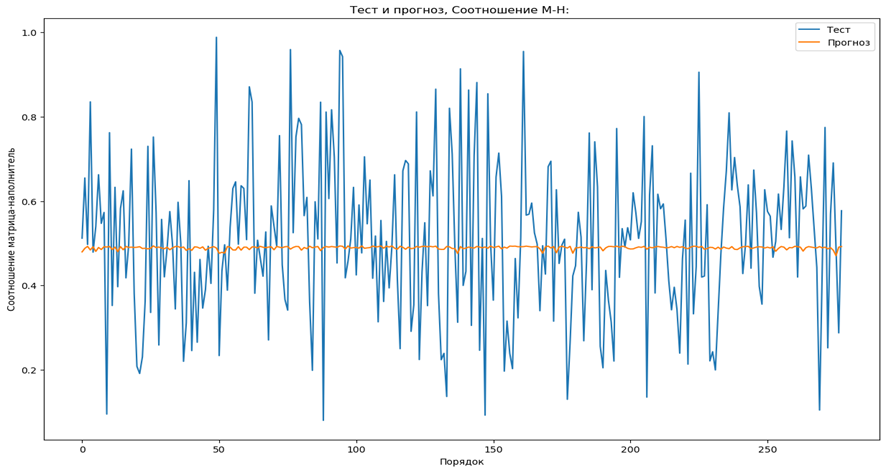 Тест и прогноз, Соотношение М-Н:
Тест
Прогноз
1.0
0.8
0.6
0.4
0.2
Соотношение матрица-наполнитель
0
50
100
150
200
250
Порядок